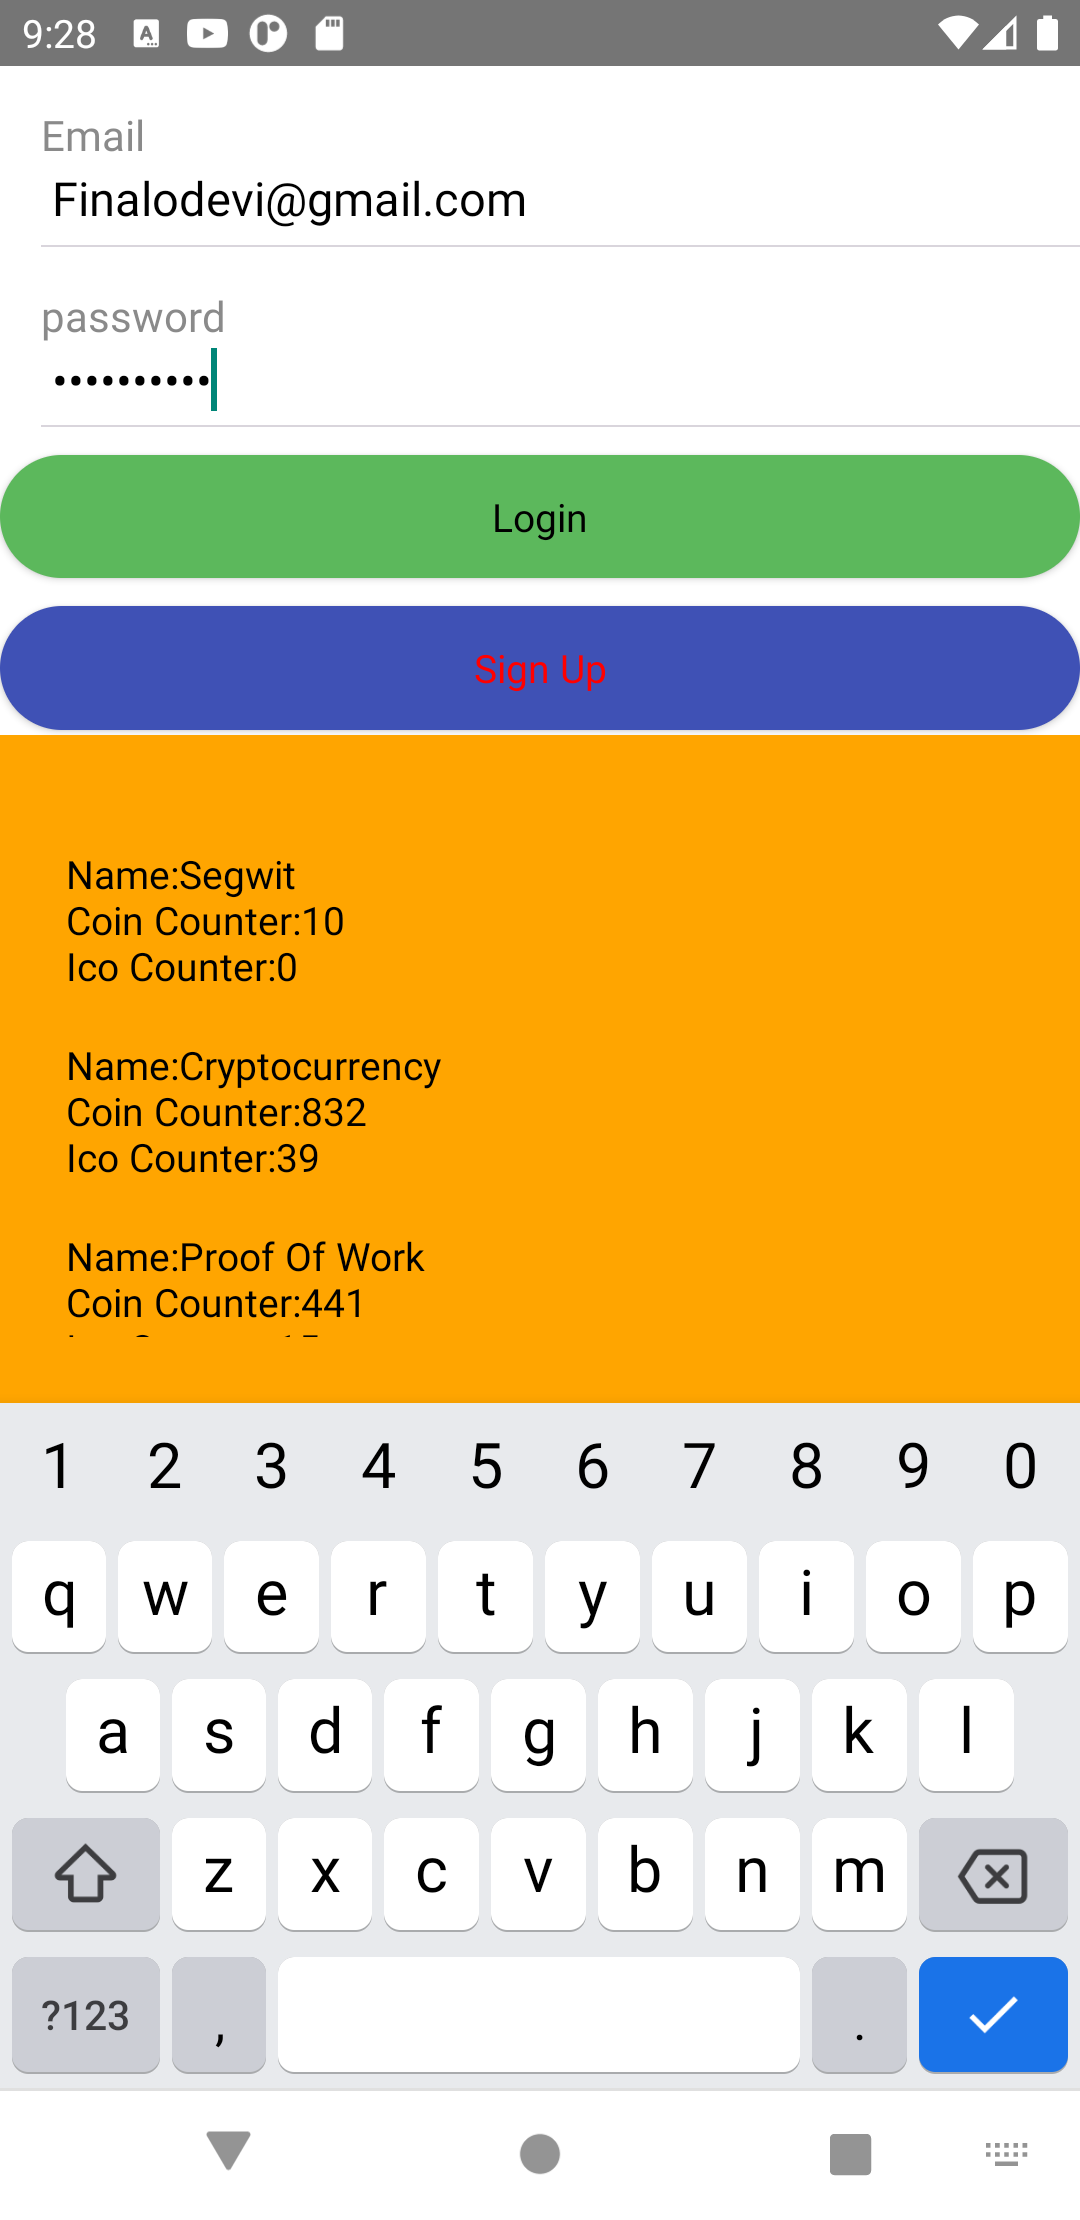 9:28
Email
Finalodevi@gmail.com
password
••••••••••
Login
Sign Up
Name:Segwit
Coin Counter:10
Ico Counter:0
Name:Cryptocurrency
Coin Counter:832
Ico Counter:39
Name:Proof Of Work
Coin Counter:441
1 2 3 4 5 6 7 8 9 0
q w e r t y u i o p
a s d f g h j k l
z x c v b n m
?123 , .